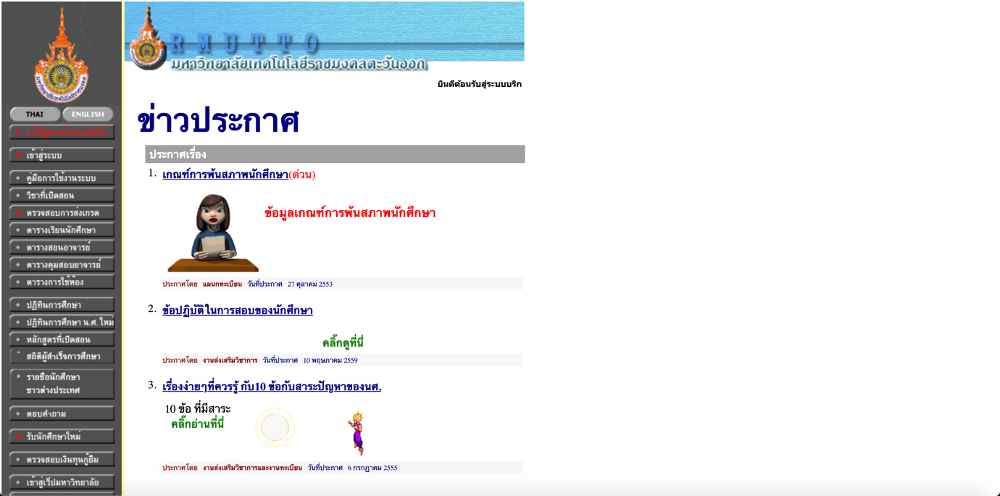 มหาวิทยาลัยเทคโนโลยีราชมงคล
THAI
ENGLISH
แก้ปัญหาเข้าระบบไม่ได้
เข้าสู่ระบบ
คู่มือการใช้งานระบบ
วิชาที่เปิดสอน
ตรวจสอบการส่งเกรด
ตารางเรียนนักศึกษา
ตารางสอนอาจารย์
ตารางคุมสอบอาจารย์
ตารางการใช้ห้อง
ปฏิทินการศึกษา
ปฏิทินการศึกษา น.ศ. ใหม่
หลักสูตรที่เปิดสอน
สถิติผู้สำเร็จการศึกษา
รายชื่อนักศึกษา
ชาวต่างประเทศ
ตอบคำถาม
รับนักศึกษาใหม่
ตรวจสอบเงินทุนกู้ยืม
เข้าสู่เว็ปมหาวิทยาลัย
RMUTTO
มหาวิทยาลัยเทคโนโลยีราชมงคลตะวันออก
ยินดีต้อนรับสู่ระบบบริก
ข่าวประกาศ
ประกาศเรื่อง
1. เกณฑ์การพ้นสภาพนักศึกษา(ด่วน)
ข้อมูลเกณฑ์การพ้นสภาพนักศึกษา
ประกาศโดย แผนกทะเบียน วันที่ประกาศ 27 ตุลาคม 2553
2. ข้อปฏิบัติในการสอบของนักศึกษา
คลิ๊กดูที่นี่
ประกาศโดย งานส่งเสริมวิชาการ วันที่ประกาศ 10 พฤษภาคม 2559
3. เรื่องง่ายๆที่ควรรู้ กับ10 ข้อกับสาระปัญหาของนศ.
10 ข้อ ที่มีสาระ
คลิ๊กอ่านที่นี่
ประกาศโดย งานส่งเสริมวิชาการและงานทะเบียน วันที่ประกาศ 6 กรกฎาคม 2555